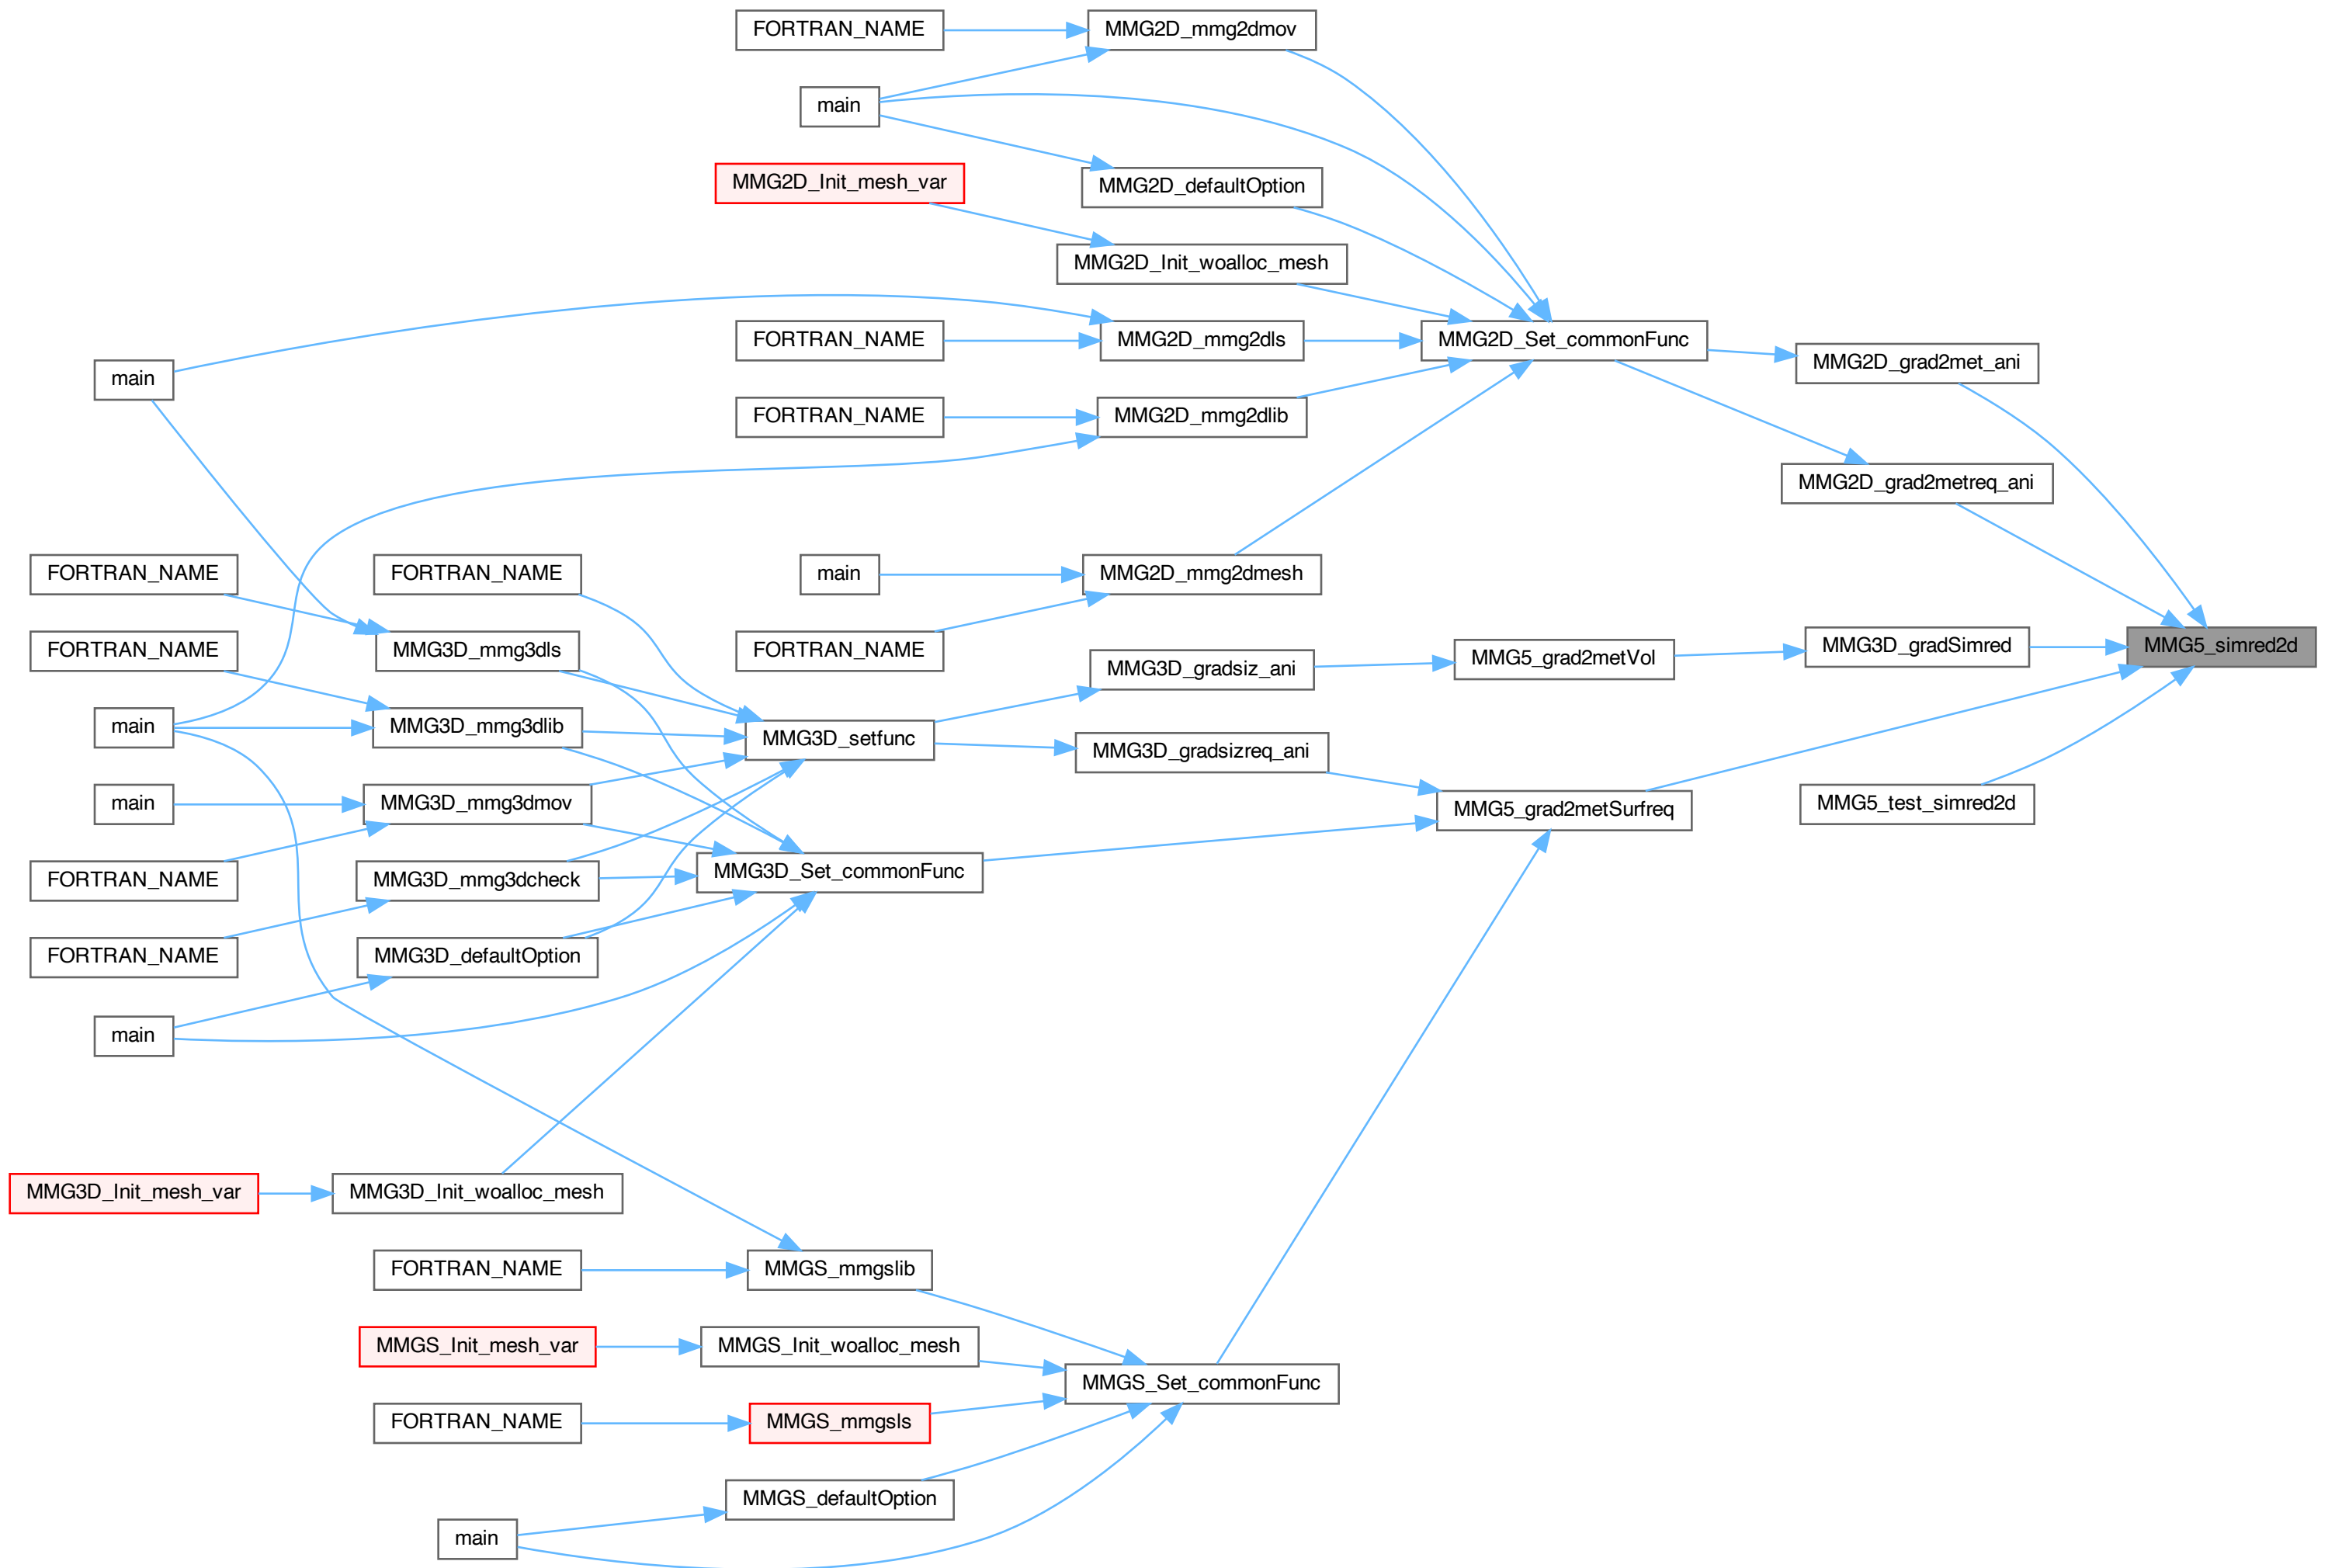 FORTRAN_NAME
MMG2D_mmg2dmov
main
MMG2D_Init_mesh_var
MMG2D_defaultOption
MMG2D_Init_woalloc_mesh
FORTRAN_NAME
MMG2D_mmg2dls
MMG2D_Set_commonFunc
MMG2D_grad2met_ani
main
FORTRAN_NAME
MMG2D_mmg2dlib
MMG2D_grad2metreq_ani
FORTRAN_NAME
FORTRAN_NAME
main
MMG2D_mmg2dmesh
FORTRAN_NAME
MMG3D_mmg3dls
FORTRAN_NAME
MMG3D_gradsiz_ani
MMG5_grad2metVol
MMG3D_gradSimred
MMG5_simred2d
main
MMG3D_mmg3dlib
MMG3D_setfunc
MMG3D_gradsizreq_ani
main
MMG3D_mmg3dmov
MMG5_grad2metSurfreq
MMG5_test_simred2d
FORTRAN_NAME
MMG3D_mmg3dcheck
MMG3D_Set_commonFunc
FORTRAN_NAME
MMG3D_defaultOption
main
MMG3D_Init_mesh_var
MMG3D_Init_woalloc_mesh
FORTRAN_NAME
MMGS_mmgslib
MMGS_Init_mesh_var
MMGS_Init_woalloc_mesh
MMGS_Set_commonFunc
FORTRAN_NAME
MMGS_mmgsls
MMGS_defaultOption
main